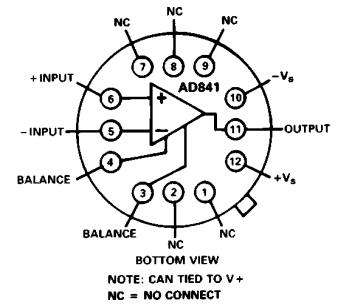 NC
NC
NC
7
8
9
AD841
+INPUT
6
+
10
−Vs
−INPUT
5
−
11
OUTPUT
4
12
+Vs
BALANCE
3
2
1
BALANCE
NC
NC
BOTTOM VIEW
NOTE: CAN TIED TO V+
NC = NO CONNECT